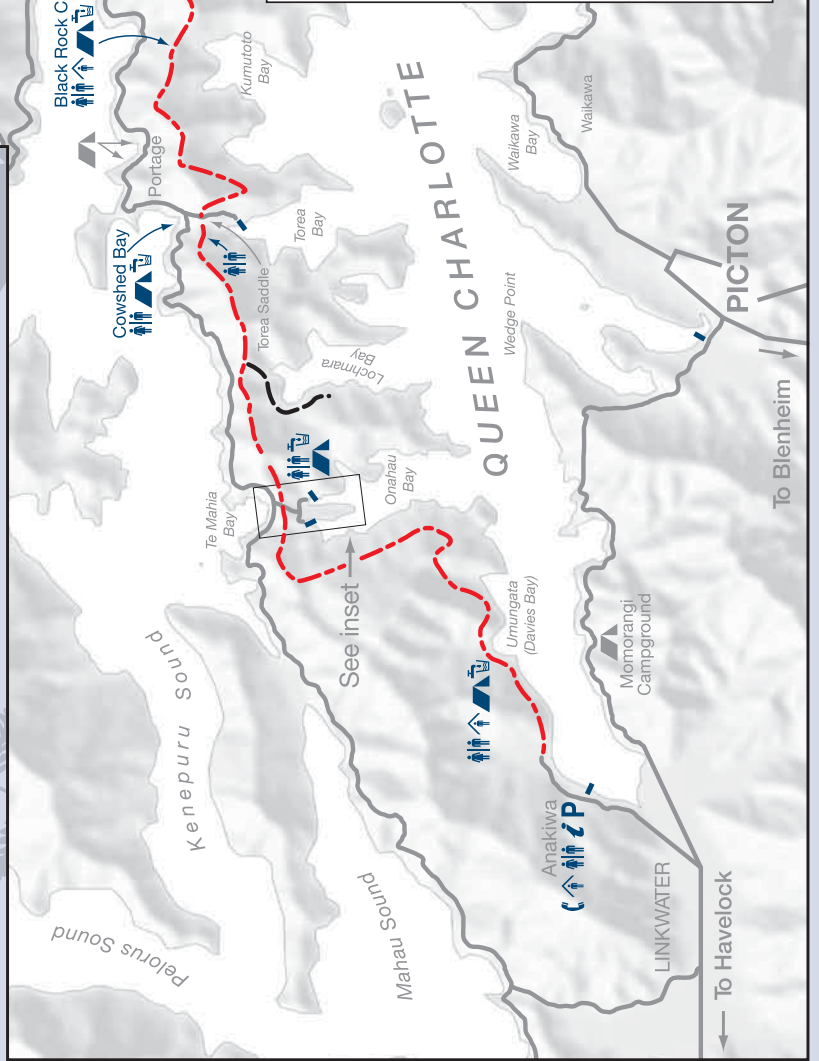 Black Rock C
Kumutoto
Bay
Portage
Cowshed Bay
Torea
Bay
Torea Saddle
Lochmara
Bay
QUEEN CHARLOTTE
Waikawa
Bay
Waikawa
PICTON
Wedge Point
To Blenheim
Te Mahia
Bay
Onahau
Bay
See inset
Kenepuru Sound
Umungata
(Davies Bay)
Momorangi
Campground
Anakiwa
i P
LINKWATER
To Havelock
Mahau Sound
Pelorus Sound